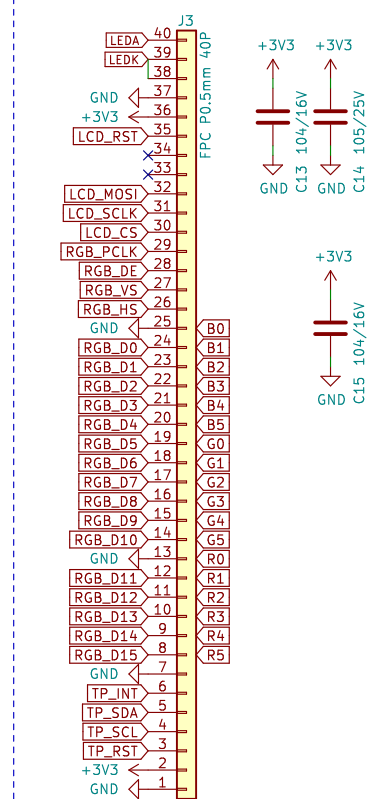 J3
LEDA 40
LEDK 39
38
GND 37
+3V3 36
LCD_RST 35
34
33
LCD_MOSI 32
LCD_SCLK 31
LCD_CS 30
RGB_PCLK 29
RGB_DE 28
RGB_VS 27
RGB_HS 26
GND 25 B0
RGB_D0 24 B1
RGB_D1 23 B2
RGB_D2 22 B3
RGB_D3 21 B4
RGB_D4 20 B5
RGB_D5 19 G0
RGB_D6 18 G1
RGB_D7 17 G2
RGB_D8 16 G3
RGB_D9 15 G4
RGB_D10 14 G5
GND 13 R0
RGB_D11 12 R1
RGB_D12 11 R2
RGB_D13 10 R3
RGB_D14 9 R4
RGB_D15 8 R5
GND 7
TP_INT 6
TP_SDA 5
TP_SCL 4
TP_RST 3
+3V3 2
GND 1
FPC P0.5mm 40P
+3V3
GND
C13 104/16V
+3V3
GND
C14 105/25V
+3V3
GND
C15 104/16V